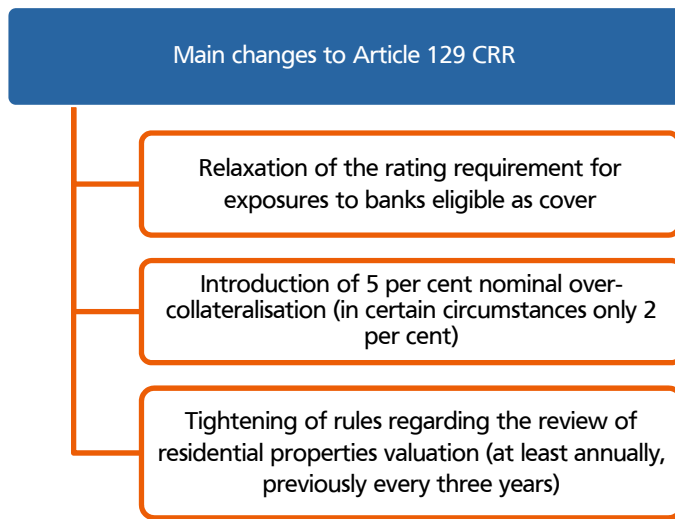 Main changes to Article 129 CRR
Relaxation of the rating requirement for
exposures to banks eligible as cover
Introduction of 5 per cent nominal over-
collateralisation (in certain circumstances only 2
per cent)
Tightening of rules regarding the review of
residential properties valuation (at least annually,
previously every three years)